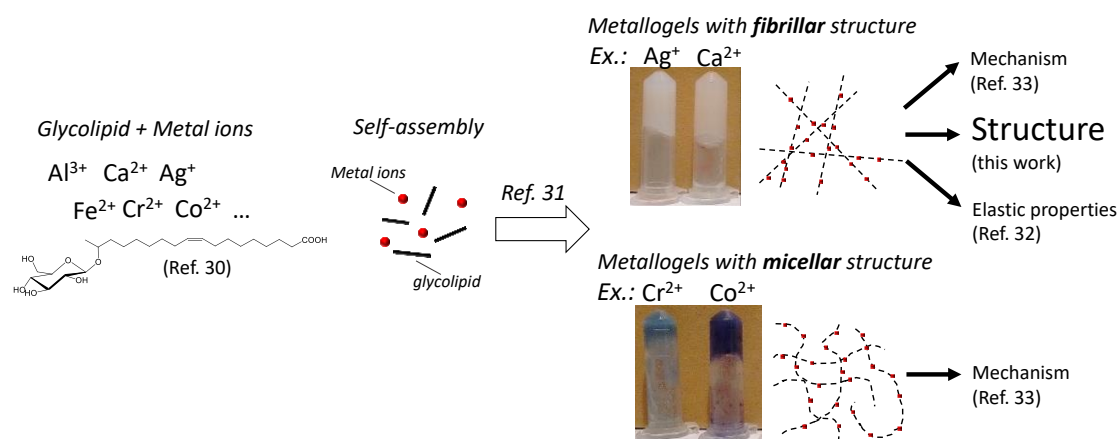 Glycolipid + Metal ions
Al³⁺ Ca²⁺ Ag⁺
Fe²⁺ Cr²⁺ Co²⁺ ...
COOH
HO
O
HO
O
HO
OH
OH
(Ref. 30)
Self-assembly
Metal ions
glycolipid
Ref. 31
Metallogels with fibrillar structure
Ex.: Ag⁺ Ca²⁺
Mechanism
(Ref. 33)
Structure
(this work)
Elastic properties
(Ref. 32)
Metallogels with micellar structure
Ex.: Cr²⁺ Co²⁺
Mechanism
(Ref. 33)